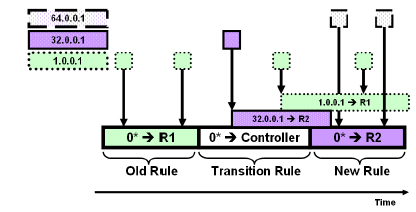 64.0.0.1
32.0.0.1
1.0.0.1
1.0.0.1 → R1
32.0.0.1 → R2
0* → R1
0* → Controller
0* → R2
Old Rule
Transition Rule
New Rule
Time